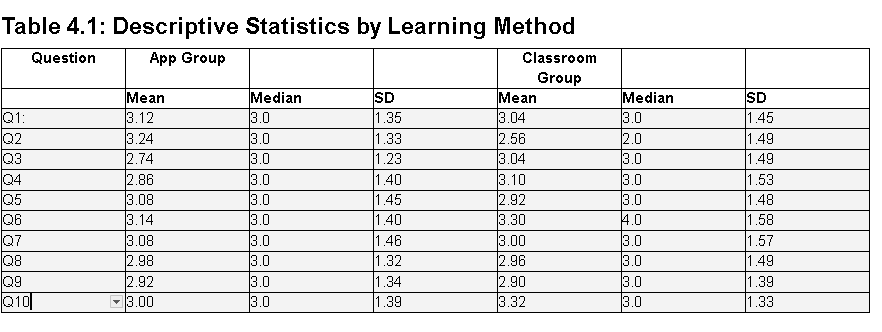 Table 4.1: Descriptive Statistics by Learning Method
Question App Group Classroom
Group
Mean Median SD Mean Median SD
Q1: 3.12 3.0 1.35 3.04 3.0 1.45
Q2 3.24 3.0 1.33 2.56 2.0 1.49
Q3 2.74 3.0 1.23 3.04 3.0 1.49
Q4 2.86 3.0 1.40 3.10 3.0 1.53
Q5 3.08 3.0 1.45 2.92 3.0 1.48
Q6 3.14 3.0 1.40 3.30 4.0 1.58
Q7 3.08 3.0 1.46 3.00 3.0 1.57
Q8 2.98 3.0 1.32 2.96 3.0 1.49
Q9 2.92 3.0 1.34 2.90 3.0 1.39
Q10 3.00 3.0 1.39 3.32 3.0 1.33